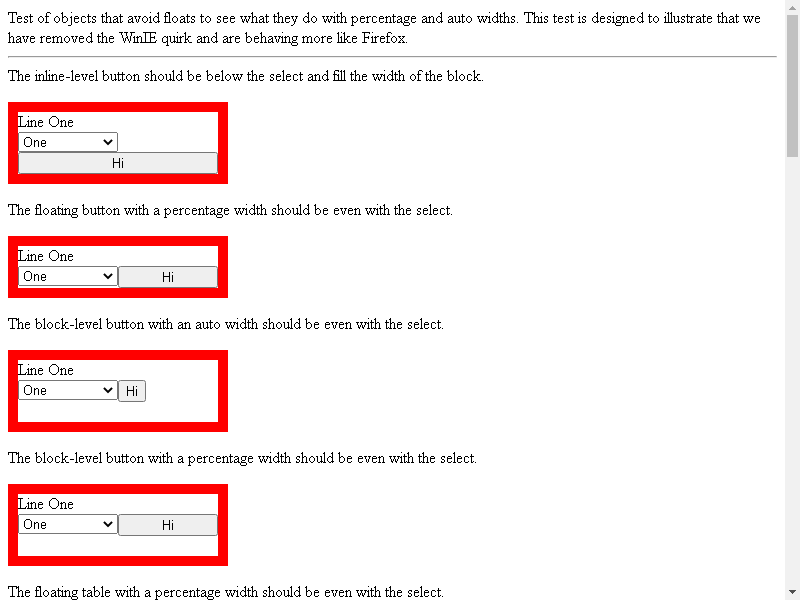 Test of objects that avoid floats to see what they do with percentage and auto widths. This test is designed to illustrate that we
have removed the WinIE quirk and are behaving more like Firefox.
The inline-level button should be below the select and fill the width of the block.
Line One
One
Hi
The floating button with a percentage width should be even with the select.
Line One
One Hi
The block-level button with an auto width should be even with the select.
Line One
One Hi
The block-level button with a percentage width should be even with the select.
Line One
One Hi
The floating table with a percentage width should be even with the select.